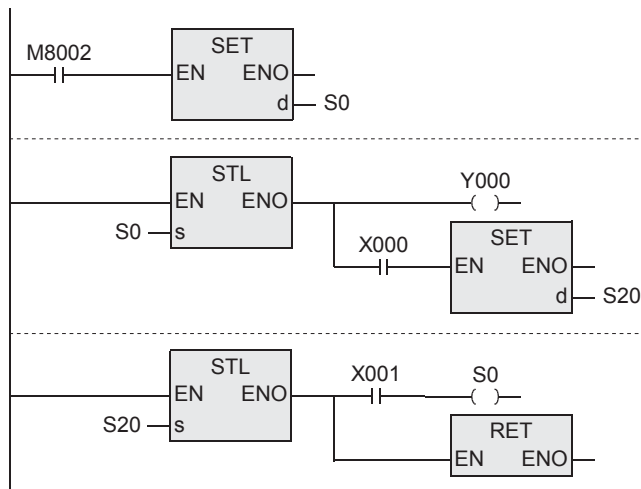 M8002
SET
EN ENO
d S0
STL
EN ENO
S0 s
Y000
X000
SET
EN ENO
d S20
STL
EN ENO
S20 s
X001 S0
RET
EN ENO